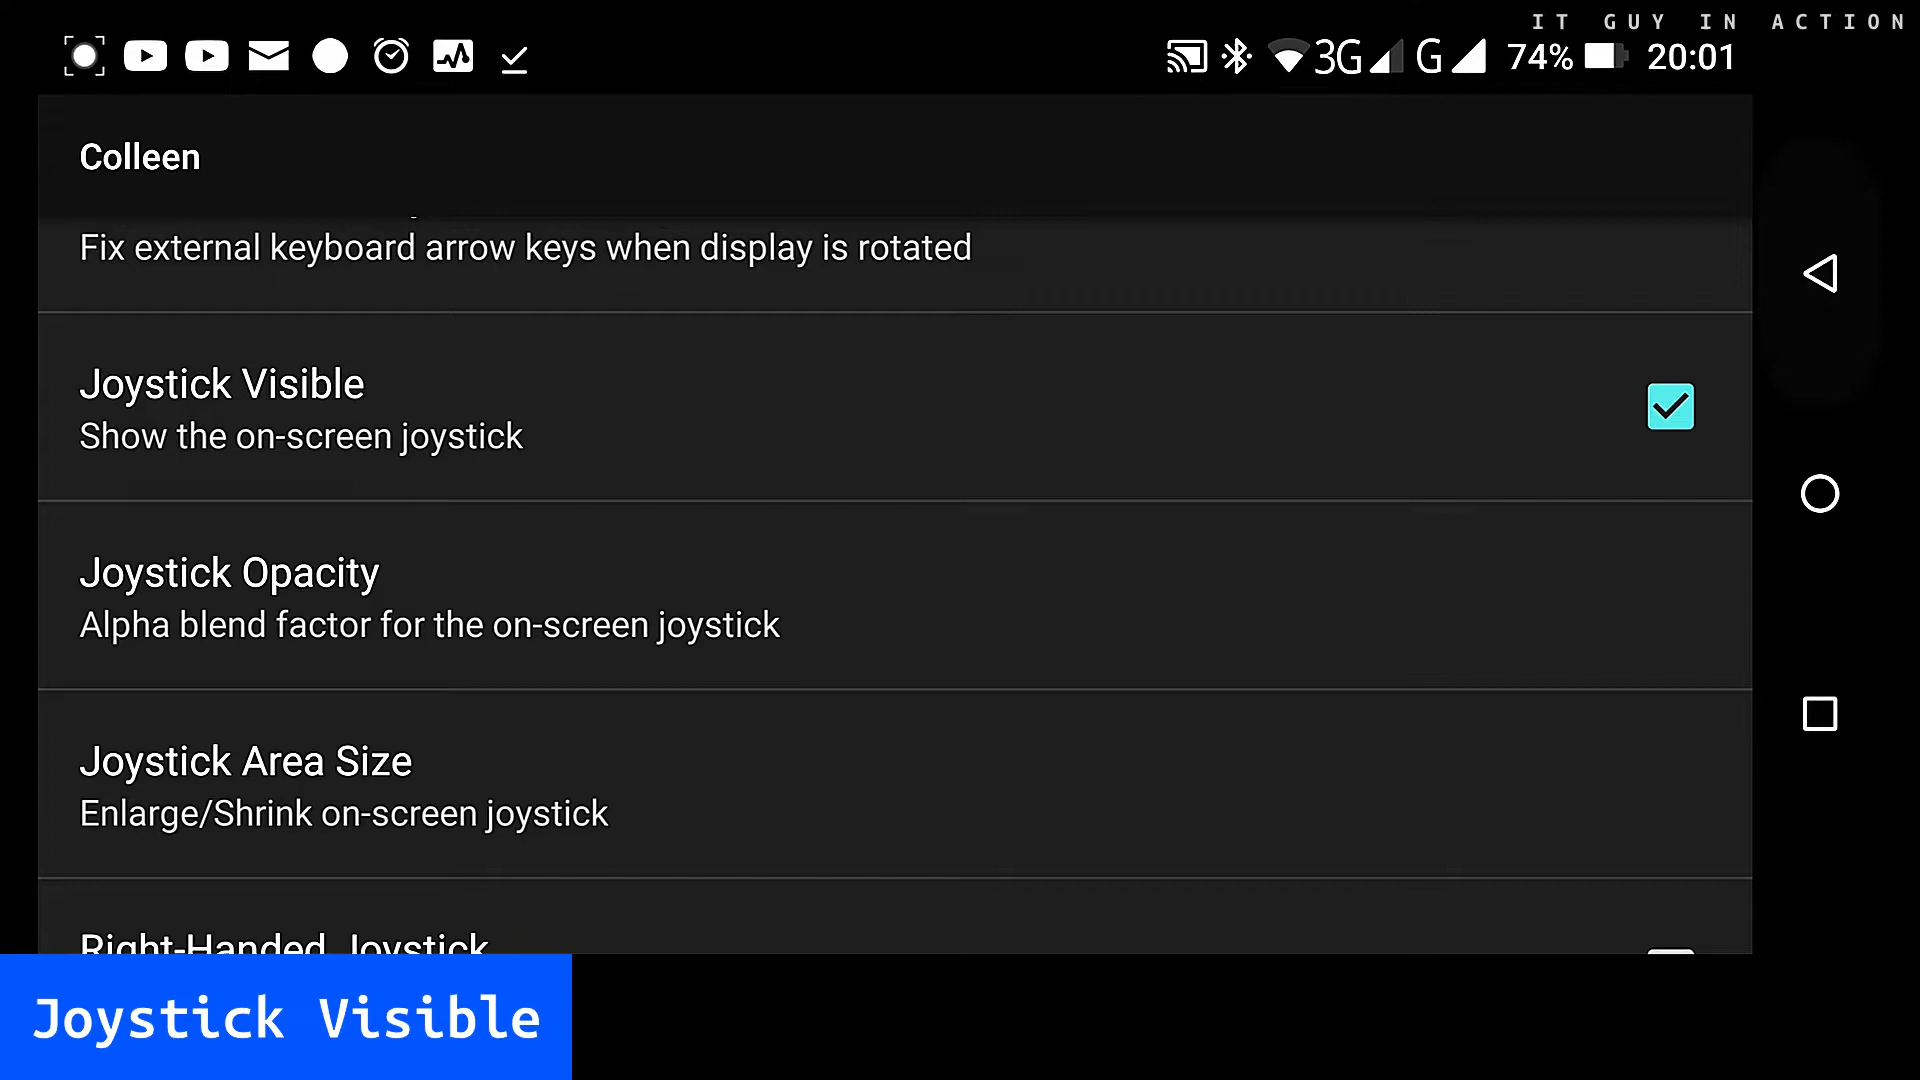 IT GUY IN ACTION
3G G 74% 20:01
Colleen
Fix external keyboard arrow keys when display is rotated
Joystick Visible
Show the on-screen joystick
Joystick Opacity
Alpha blend factor for the on-screen joystick
Joystick Area Size
Enlarge/Shrink on-screen joystick
Right-Handed Joystick
Joystick Visible